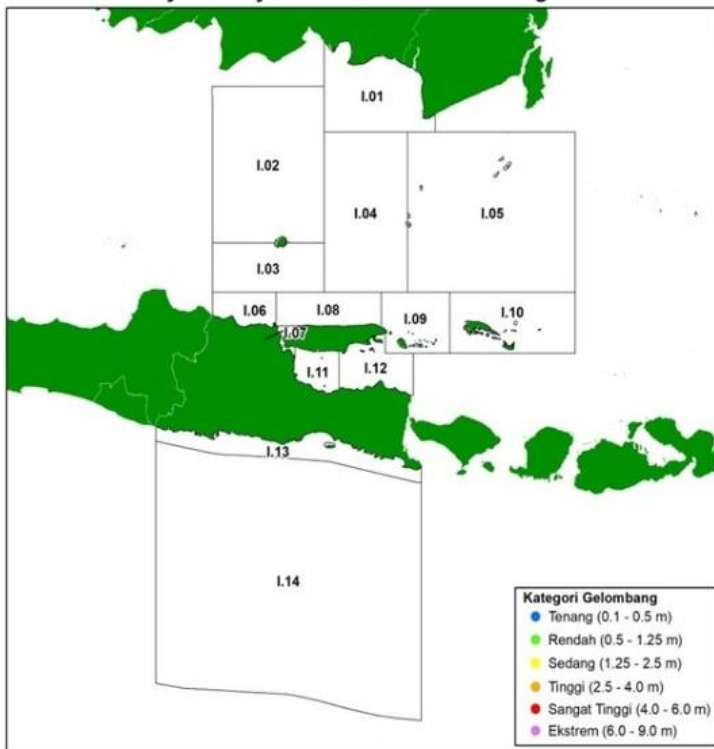 I.01
I.02
I.04
I.05
I.03
I.06
I.08
I.09
I.10
I.07
I.11
I.12
I.13
I.14
Kategori Gelombang
Tenang (0.1 - 0.5 m)
Rendah (0.5 - 1.25 m)
Sedang (1.25 - 2.5 m)
Tinggi (2.5 - 4.0 m)
Sangat Tinggi (4.0 - 6.0 m)
Ekstrem (6.0 - 9.0 m)